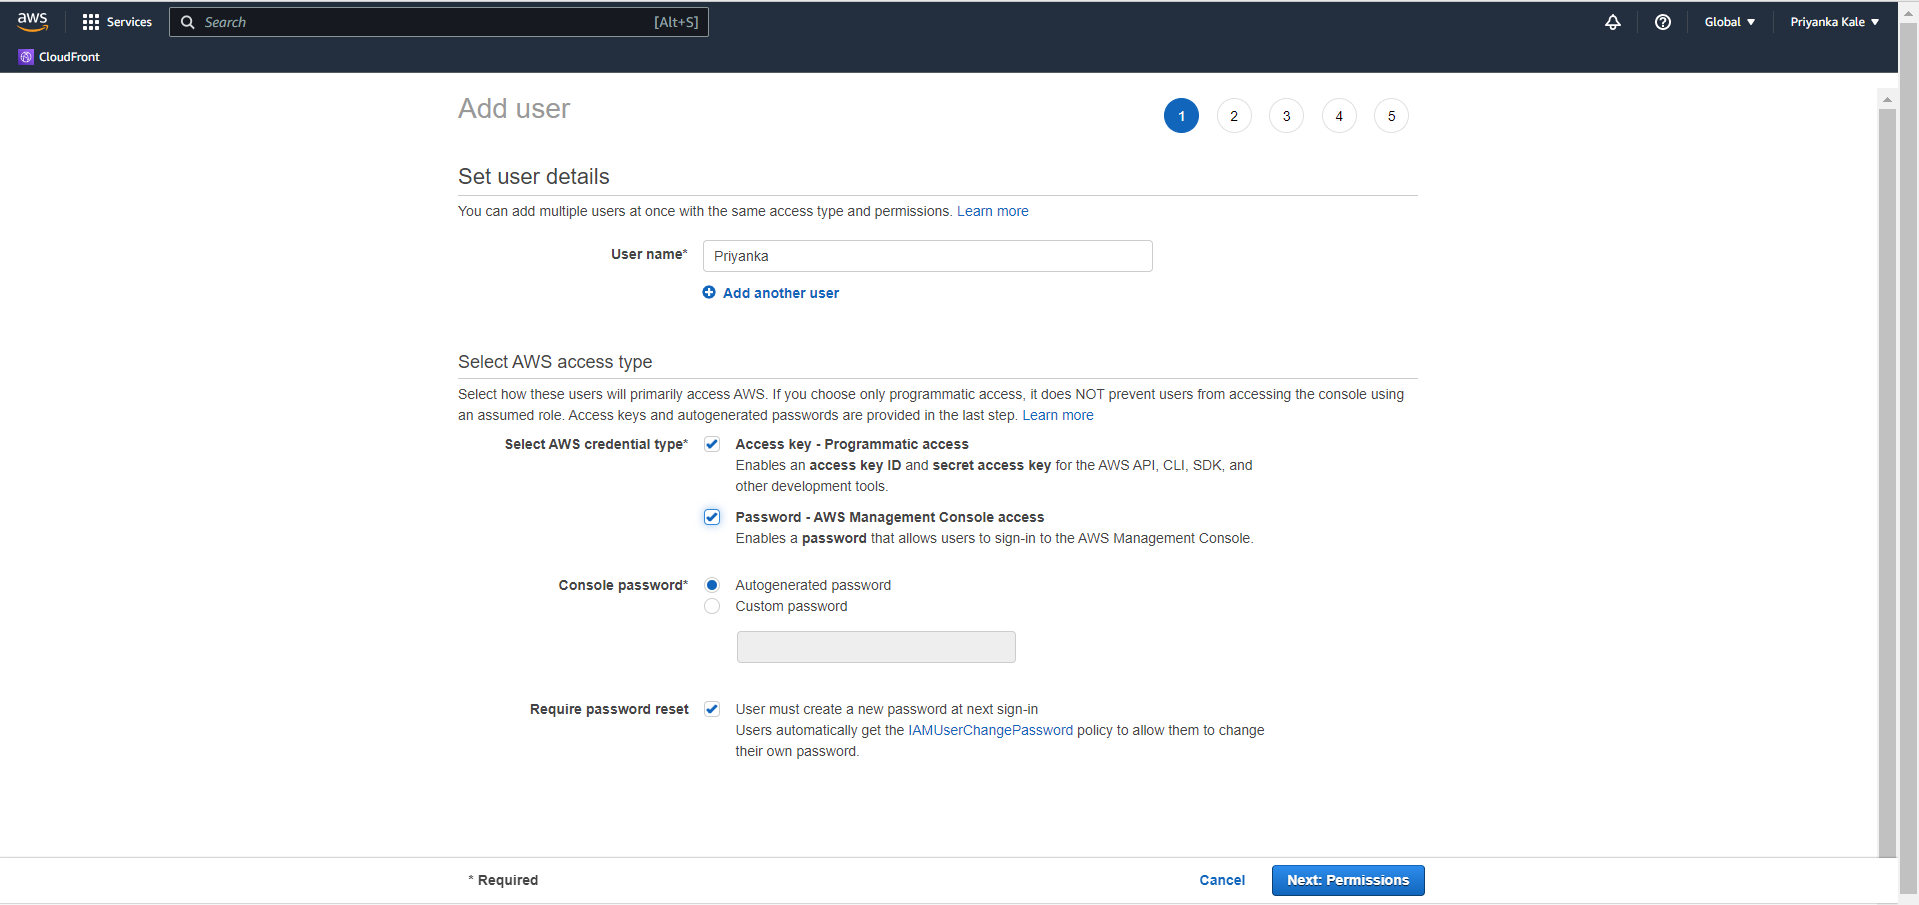 aws
Services
Search
[Alt+S]
Global
Priyanka Kale
CloudFront
Add user
1
2
3
4
5
Set user details
You can add multiple users at once with the same access type and permissions. Learn more
User name*
Priyanka
Add another user
Select AWS access type
Select how these users will primarily access AWS. If you choose only programmatic access, it does NOT prevent users from accessing the console using
an assumed role. Access keys and autogenerated passwords are provided in the last step. Learn more
Select AWS credential type*
Access key - Programmatic access
Enables an access key ID and secret access key for the AWS API, CLI, SDK, and
other development tools.
Password - AWS Management Console access
Enables a password that allows users to sign-in to the AWS Management Console.
Console password*
Autogenerated password
Custom password
Require password reset
User must create a new password at next sign-in
Users automatically get the IAMUserChangePassword policy to allow them to change
their own password.
* Required
Cancel
Next: Permissions